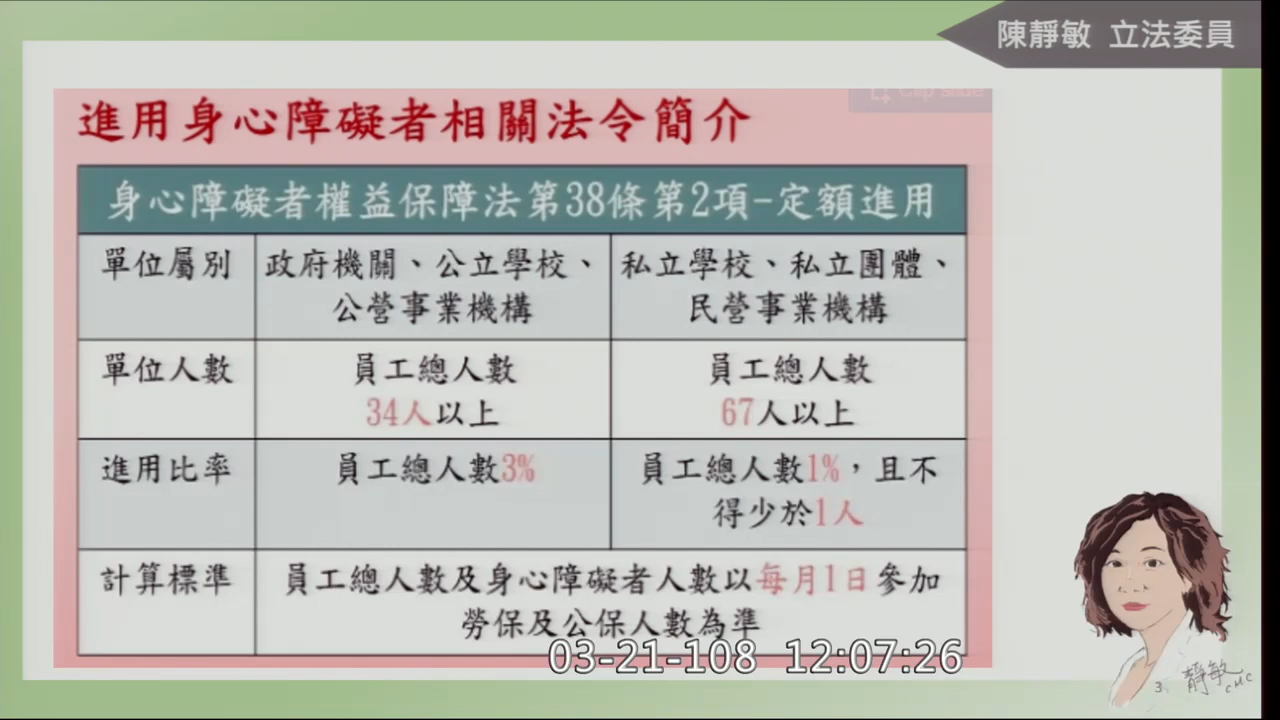 陳靜敏 立法委員
Clip slide
進用身心障礙者相關法令簡介
身心障礙者權益保障法第38條第2項-定額進用
單位屬別
政府機關、公立學校、
公營事業機構
私立學校、私立團體、
民營事業機構
單位人數
員工總人數
34人以上
員工總人數
67人以上
進用比率
員工總人數3%
員工總人數1%,且不
得少於1人
計算標準
員工總人數及身心障礙者人數以每月1日參加
勞保及公保人數為準
03-21-108 12:07:26
3
靜敏
CMC